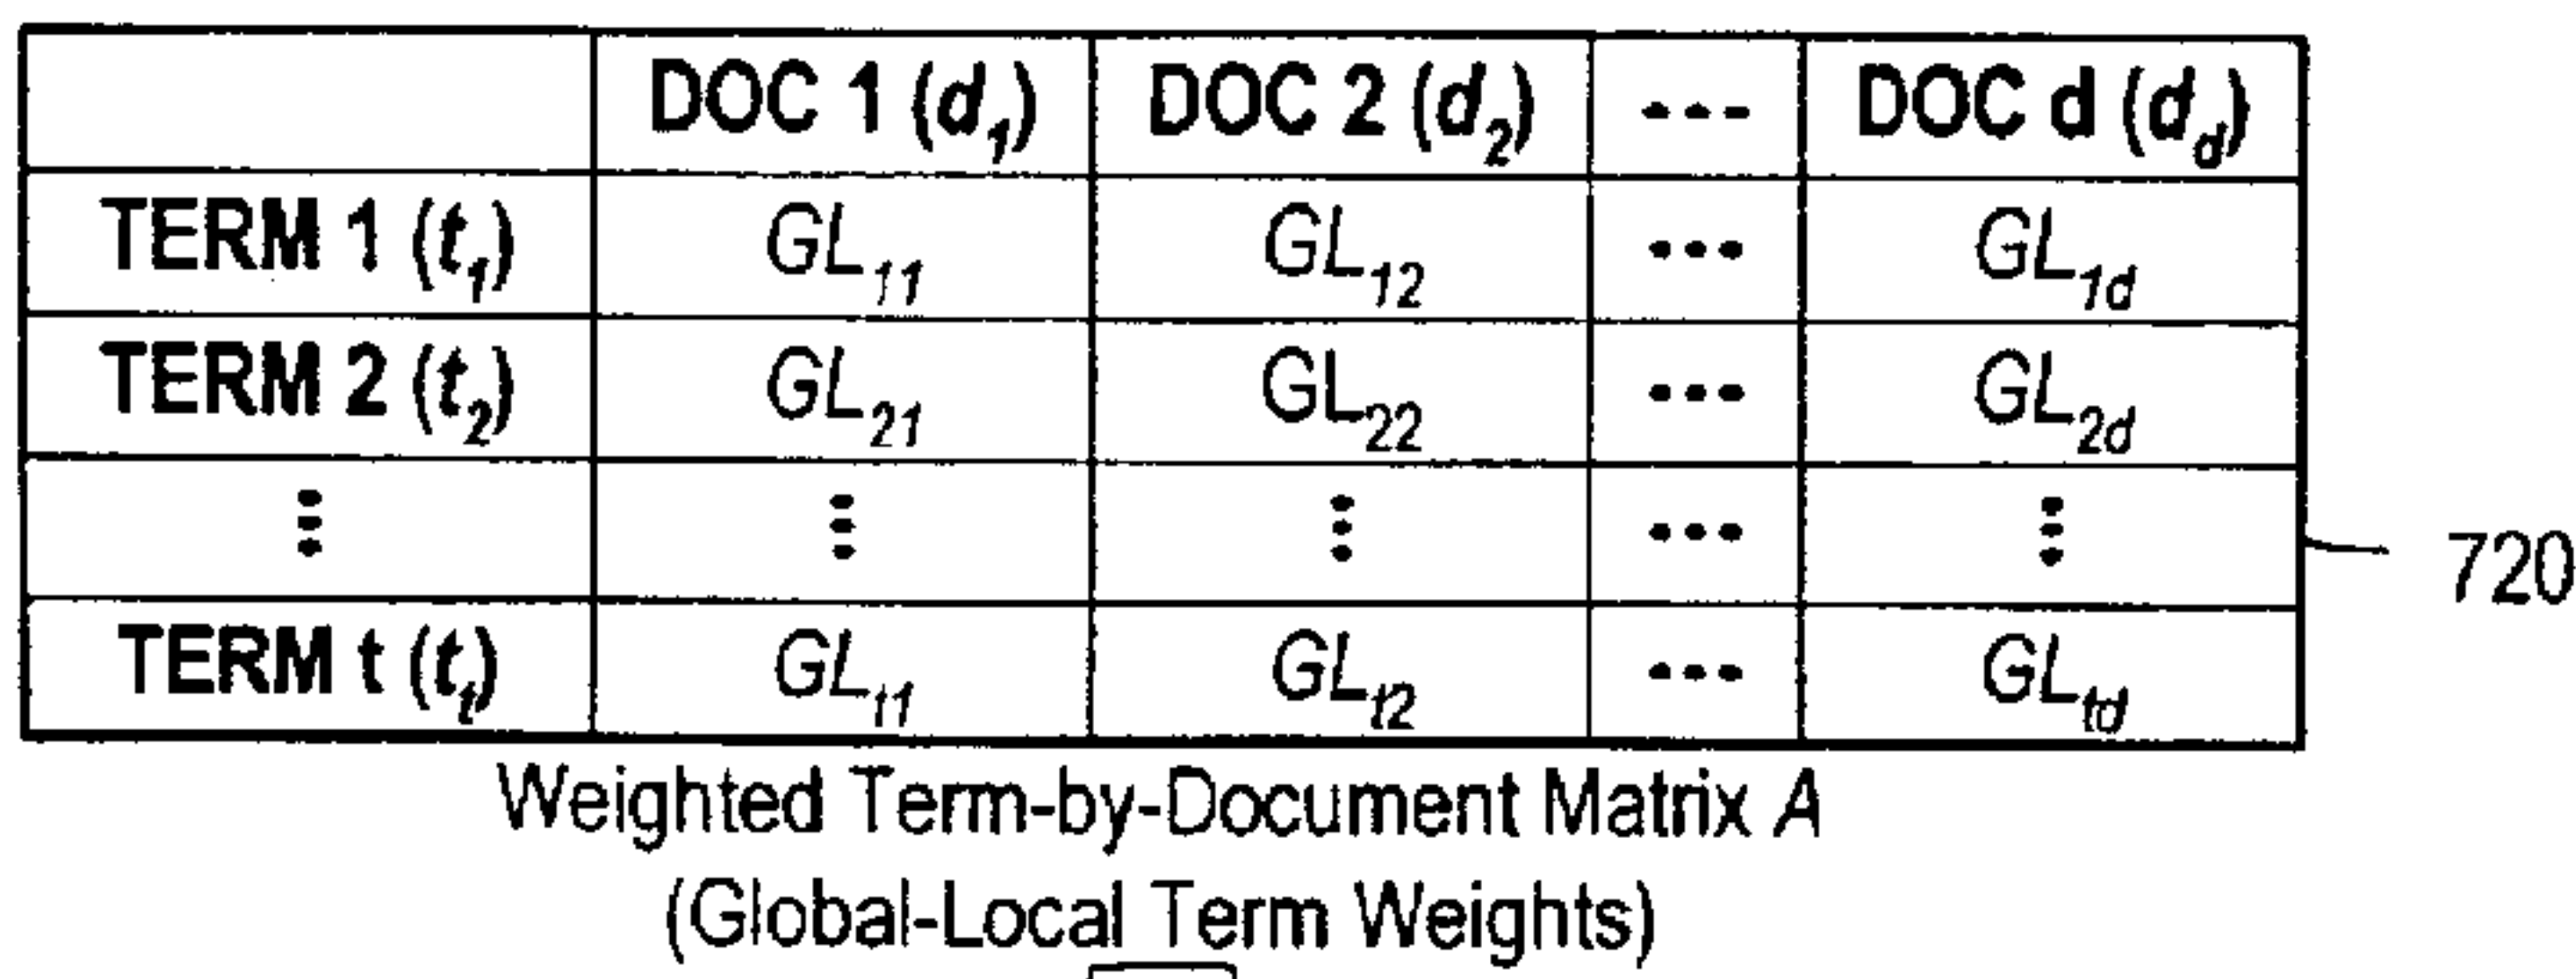 DOC 1 (d1) DOC 2 (d2) ... DOC d (dd)
TERM 1 (t1) GL11 GL12 ... GL1d
TERM 2 (t2) GL21 GL22 ... GL2d
⋮ ⋮ ⋮ ... ⋮
720
TERM t (tt) GLt1 GLt2 ... GLtd
Weighted Term-by-Document Matrix A
(Global-Local Term Weights)